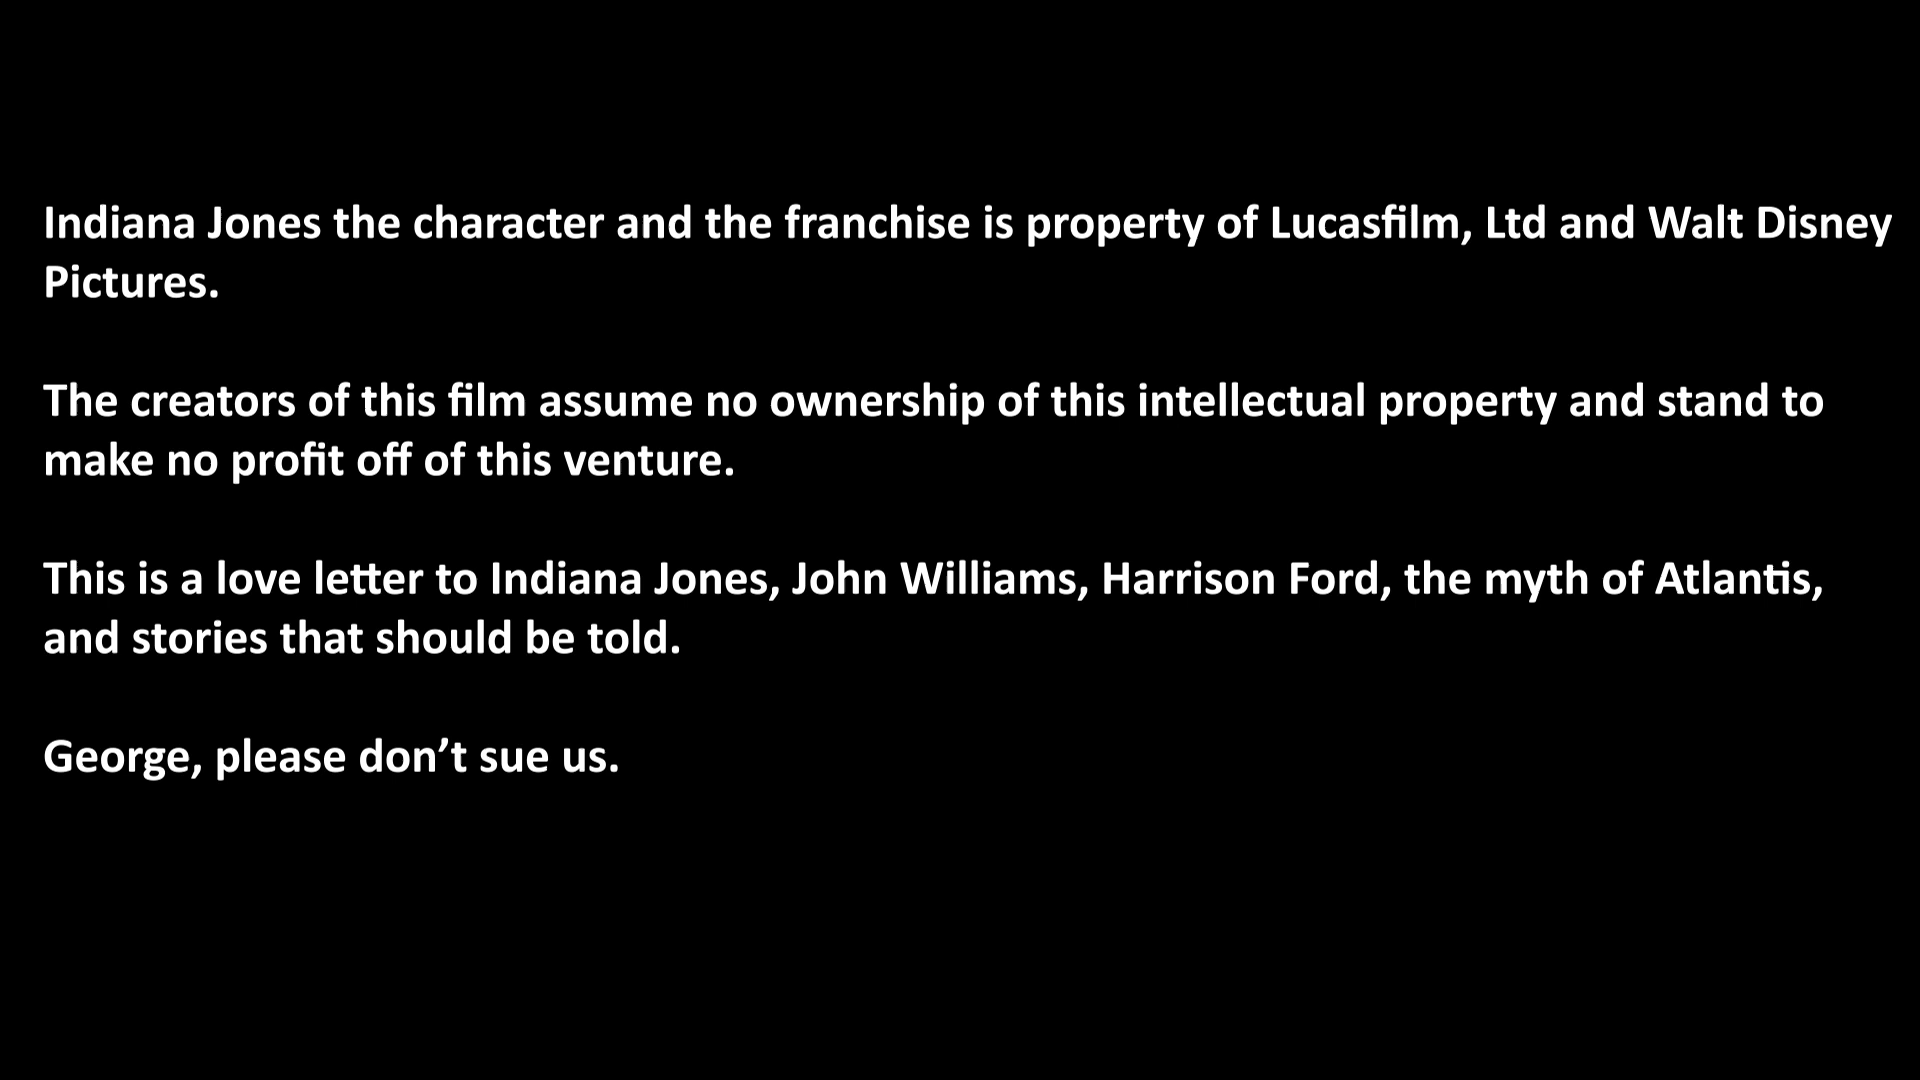 Indiana Jones the character and the franchise is property of Lucasfilm, Ltd and Walt Disney
Pictures.
The creators of this film assume no ownership of this intellectual property and stand to
make no profit off of this venture.
This is a love letter to Indiana Jones, John Williams, Harrison Ford, the myth of Atlantis,
and stories that should be told.
George, please don’t sue us.